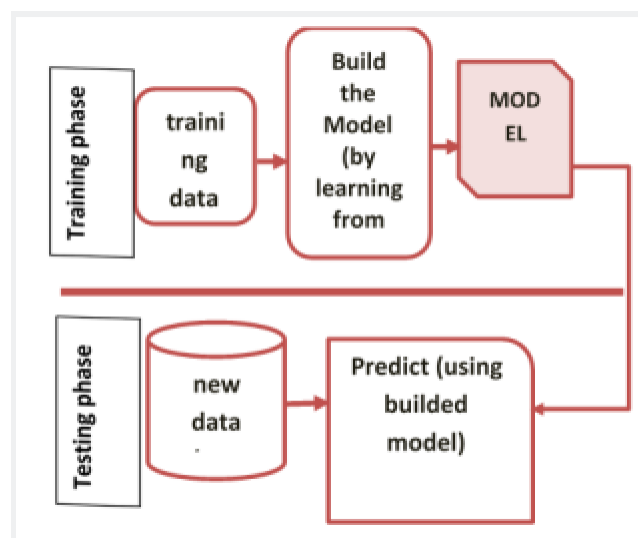 Training phase
traini
ng
data
Build
the
Model
(by
learning
from
MOD
EL
Testing phase
new
data
.
Predict (using
builded
model)